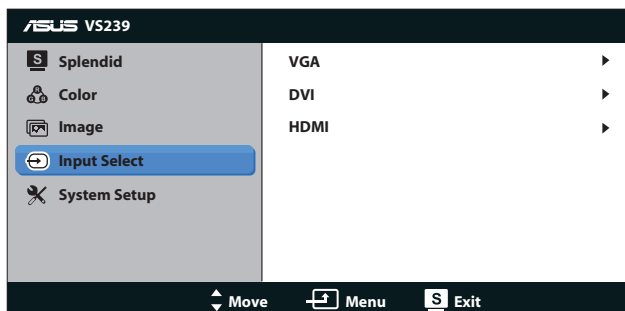 ASUS VS239
S Splendid
R G B Color
Image
Input Select
System Setup
VGA
DVI
HDMI
Move Menu S Exit